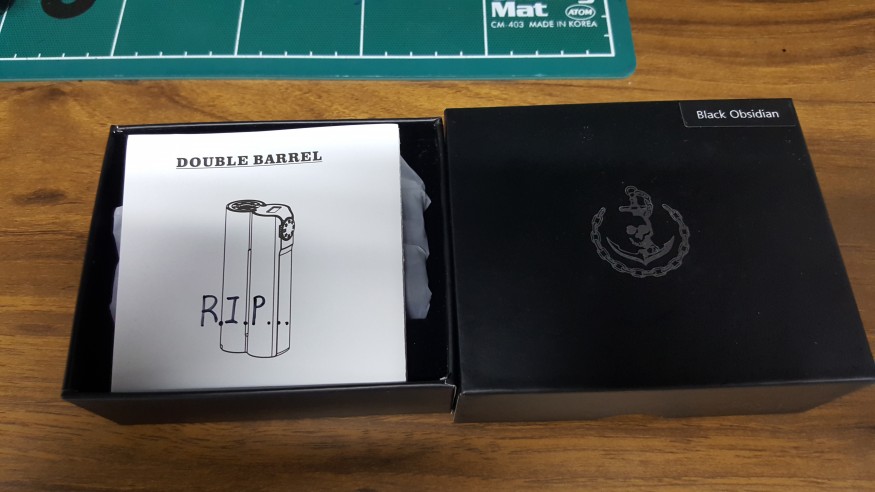 Mat
ATOM
CM-403 MADE IN KOREA
Black Obsidian
DOUBLE BARREL
R.I.P....